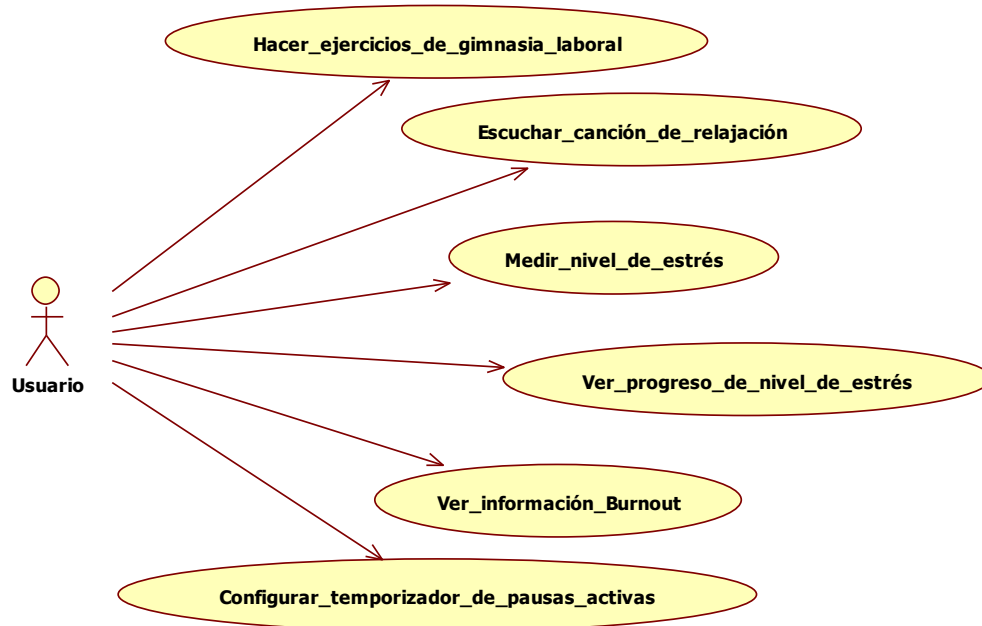 Hacer_ejercicios_de_gimnasia_laboral
Escuchar_canción_de_relajación
Medir_nivel_de_estrés
Usuario
Ver_progreso_de_nivel_de_estrés
Ver_información_Burnout
Configurar_temporizador_de_pausas_activas